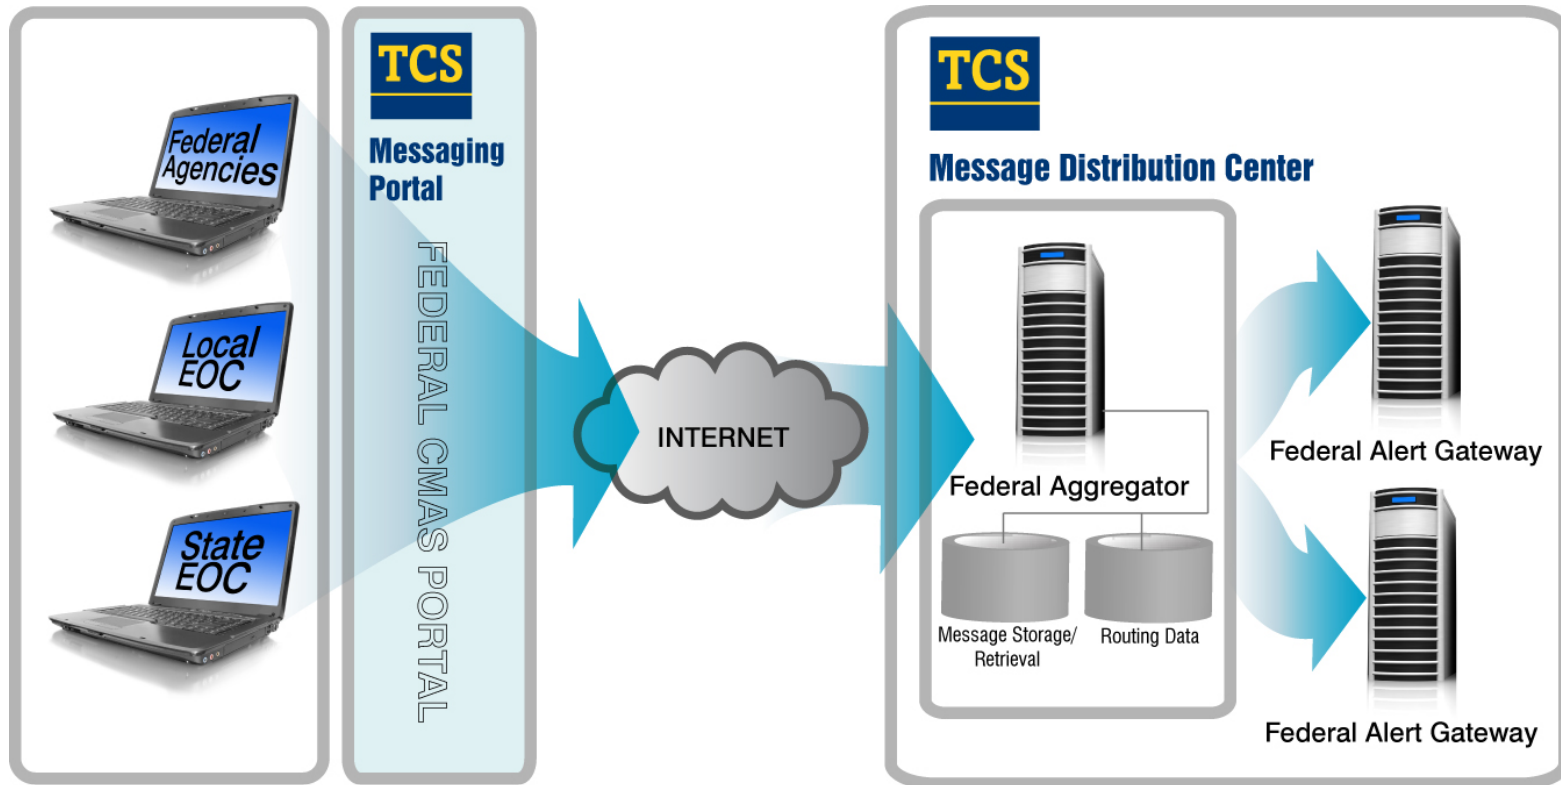 Federal
Agencies
Local
EOC
State
EOC
TCS
Messaging
Portal
FEDERAL CMAS PORTAL
INTERNET
TCS
Message Distribution Center
Federal Aggregator
Message Storage/
Retrieval
Routing Data
Federal Alert Gateway
Federal Alert Gateway